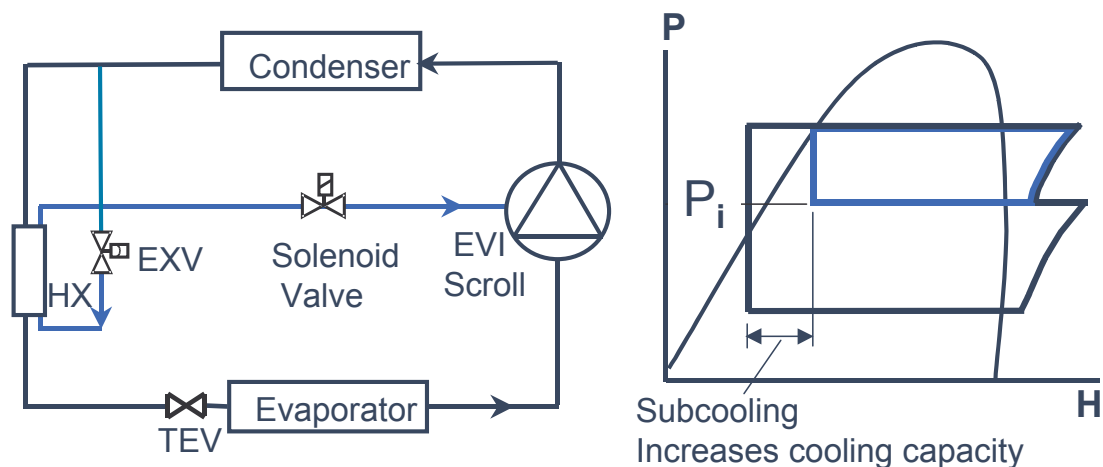 Condenser
EXV
HX
Solenoid
Valve
EVI
Scroll
Evaporator
TEV
P
Pi
H
Subcooling
Increases cooling capacity